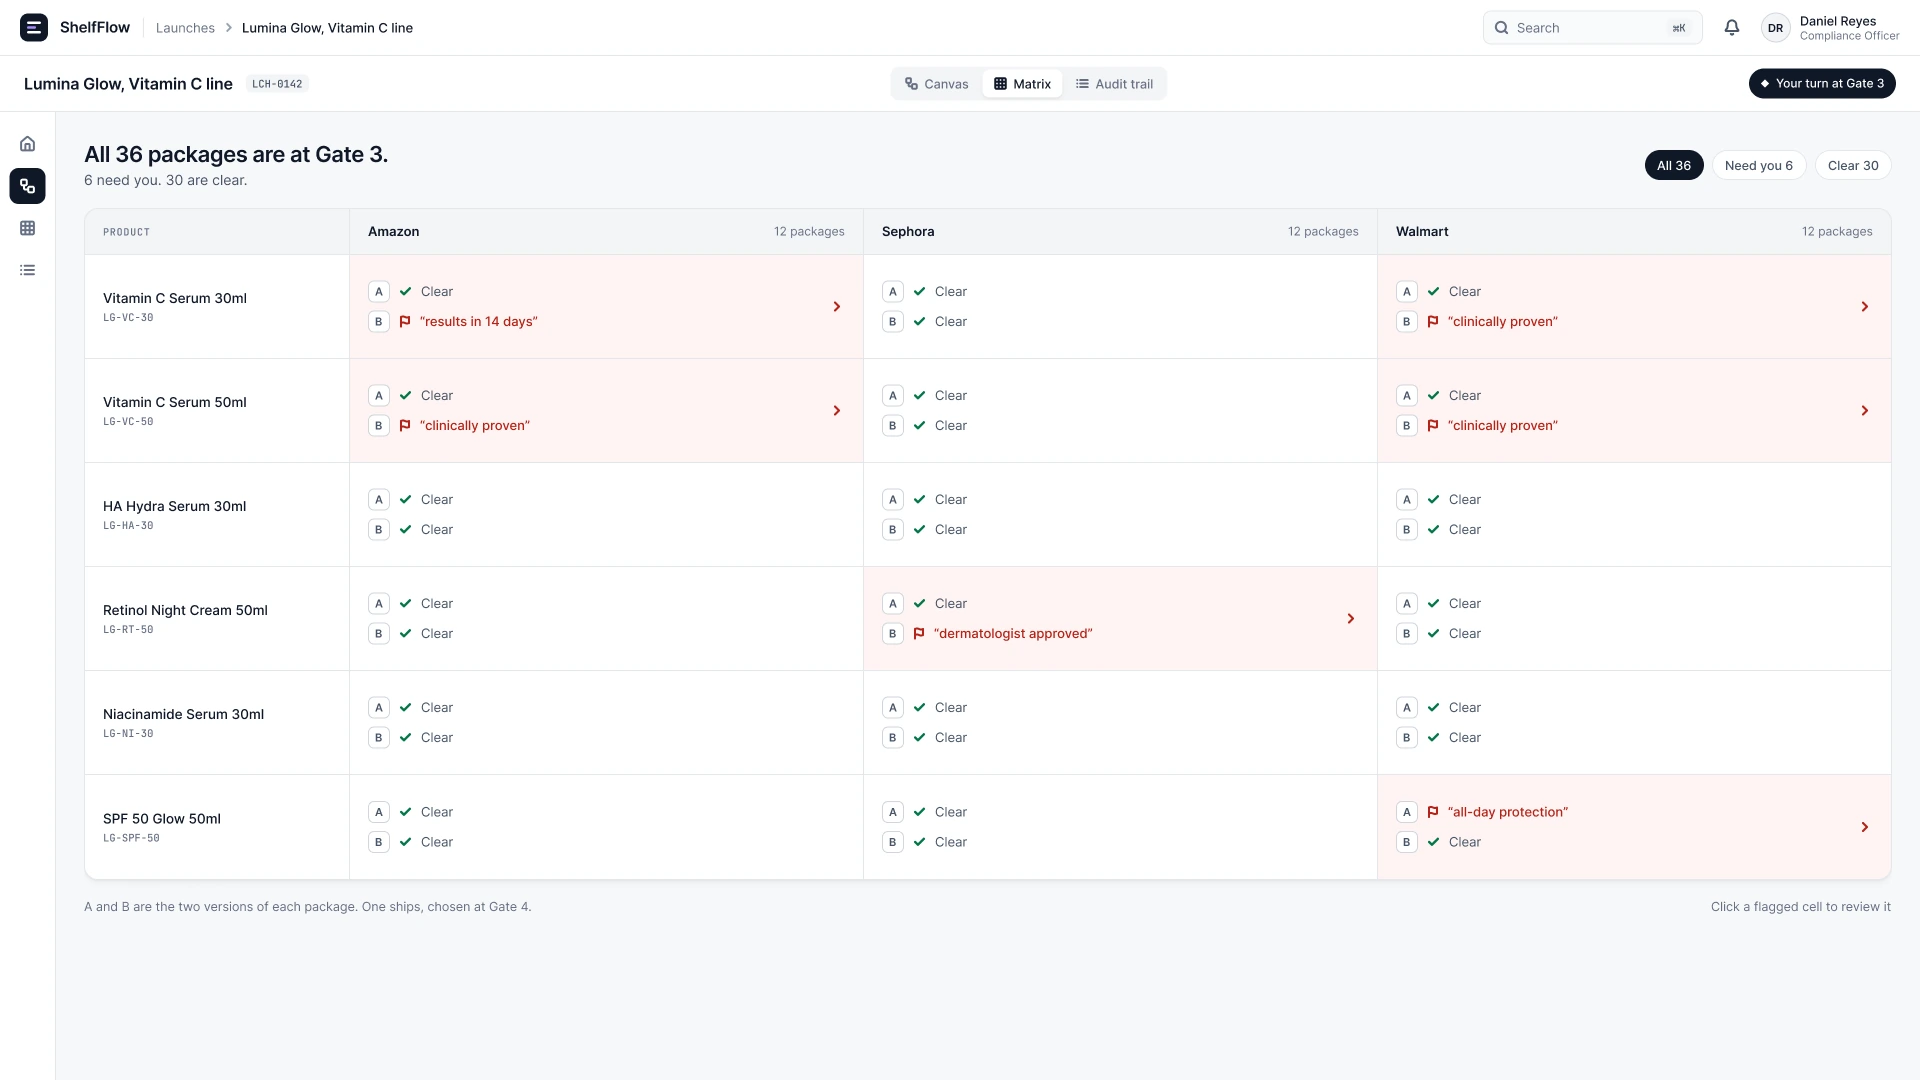 ShelfFlow
Launches > Lumina Glow, Vitamin C line
Search ⌘K
DR
Daniel Reyes
Compliance Officer
Lumina Glow, Vitamin C line LCH-0142
Canvas Matrix Audit trail
Your turn at Gate 3
All 36 packages are at Gate 3.
6 need you. 30 are clear.
All 36 Need you 6 Clear 30
PRODUCT Amazon 12 packages Sephora 12 packages Walmart 12 packages
Vitamin C Serum 30ml
LG-VC-30
A Clear
B “results in 14 days”
A Clear
B Clear
A Clear
B “clinically proven”
Vitamin C Serum 50ml
LG-VC-50
A Clear
B “clinically proven”
A Clear
B Clear
A Clear
B “clinically proven”
HA Hydra Serum 30ml
LG-HA-30
A Clear
B Clear
A Clear
B Clear
A Clear
B Clear
Retinol Night Cream 50ml
LG-RT-50
A Clear
B Clear
A Clear
B “dermatologist approved”
A Clear
B Clear
Niacinamide Serum 30ml
LG-NI-30
A Clear
B Clear
A Clear
B Clear
A Clear
B Clear
SPF 50 Glow 50ml
LG-SPF-50
A Clear
B Clear
A Clear
B Clear
A “all-day protection”
B Clear
A and B are the two versions of each package. One ships, chosen at Gate 4.
Click a flagged cell to review it